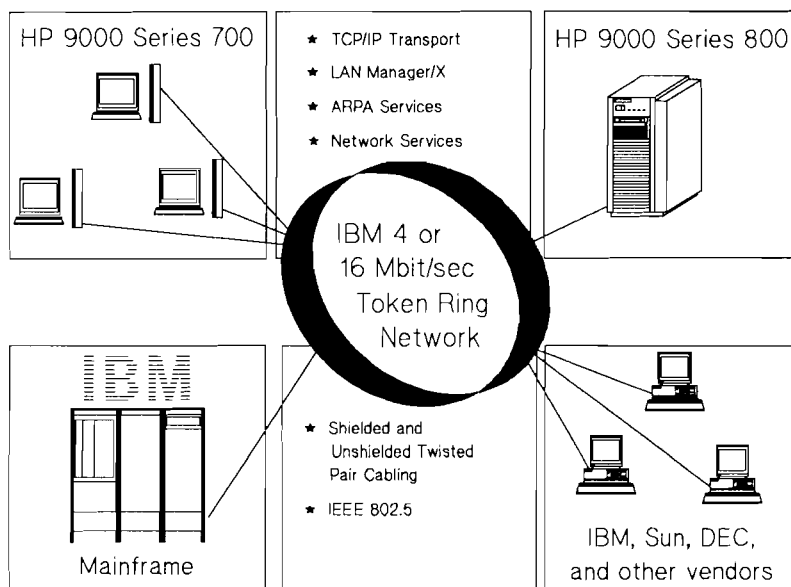 HP 9000 Series 700
★ TCP/IP Transport
★ LAN Manager/X
★ ARPA Services
★ Network Services
HP 9000 Series 800
IBM 4 or
16 Mbit/sec
Token Ring
Network
IBM
Mainframe
★ Shielded and
Unshielded Twisted
Pair Cabling
★ IEEE 802.5
IBM, Sun, DEC,
and other vendors